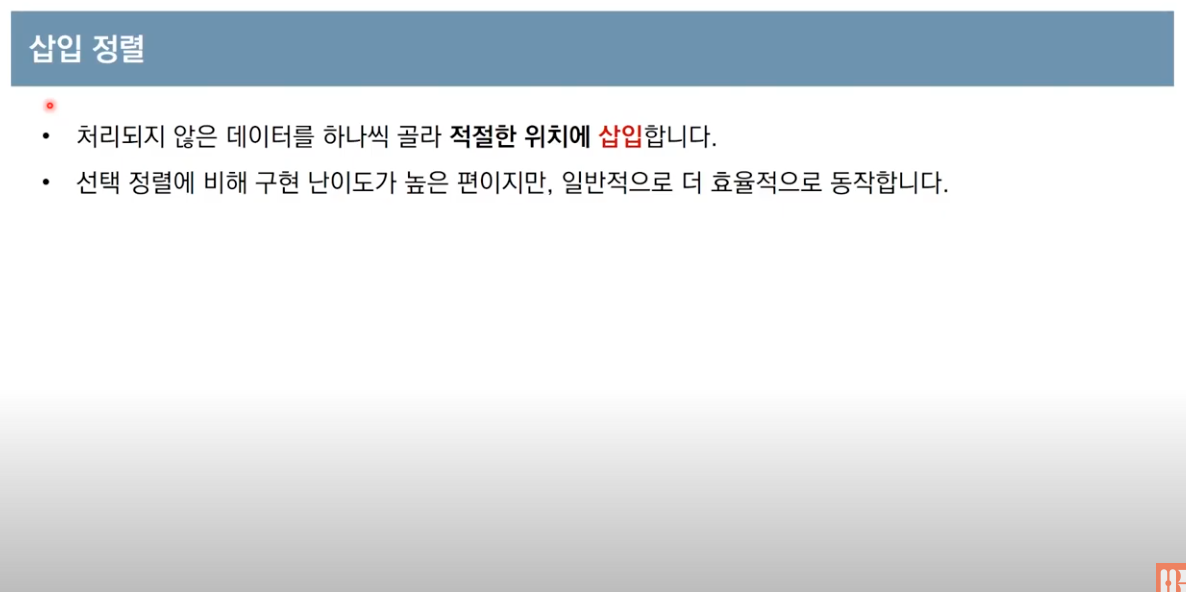 삽입 정렬
• 처리되지 않은 데이터를 하나씩 골라 적절한 위치에 삽입합니다.
• 선택 정렬에 비해 구현 난이도가 높은 편이지만, 일반적으로 더 효율적으로 동작합니다.